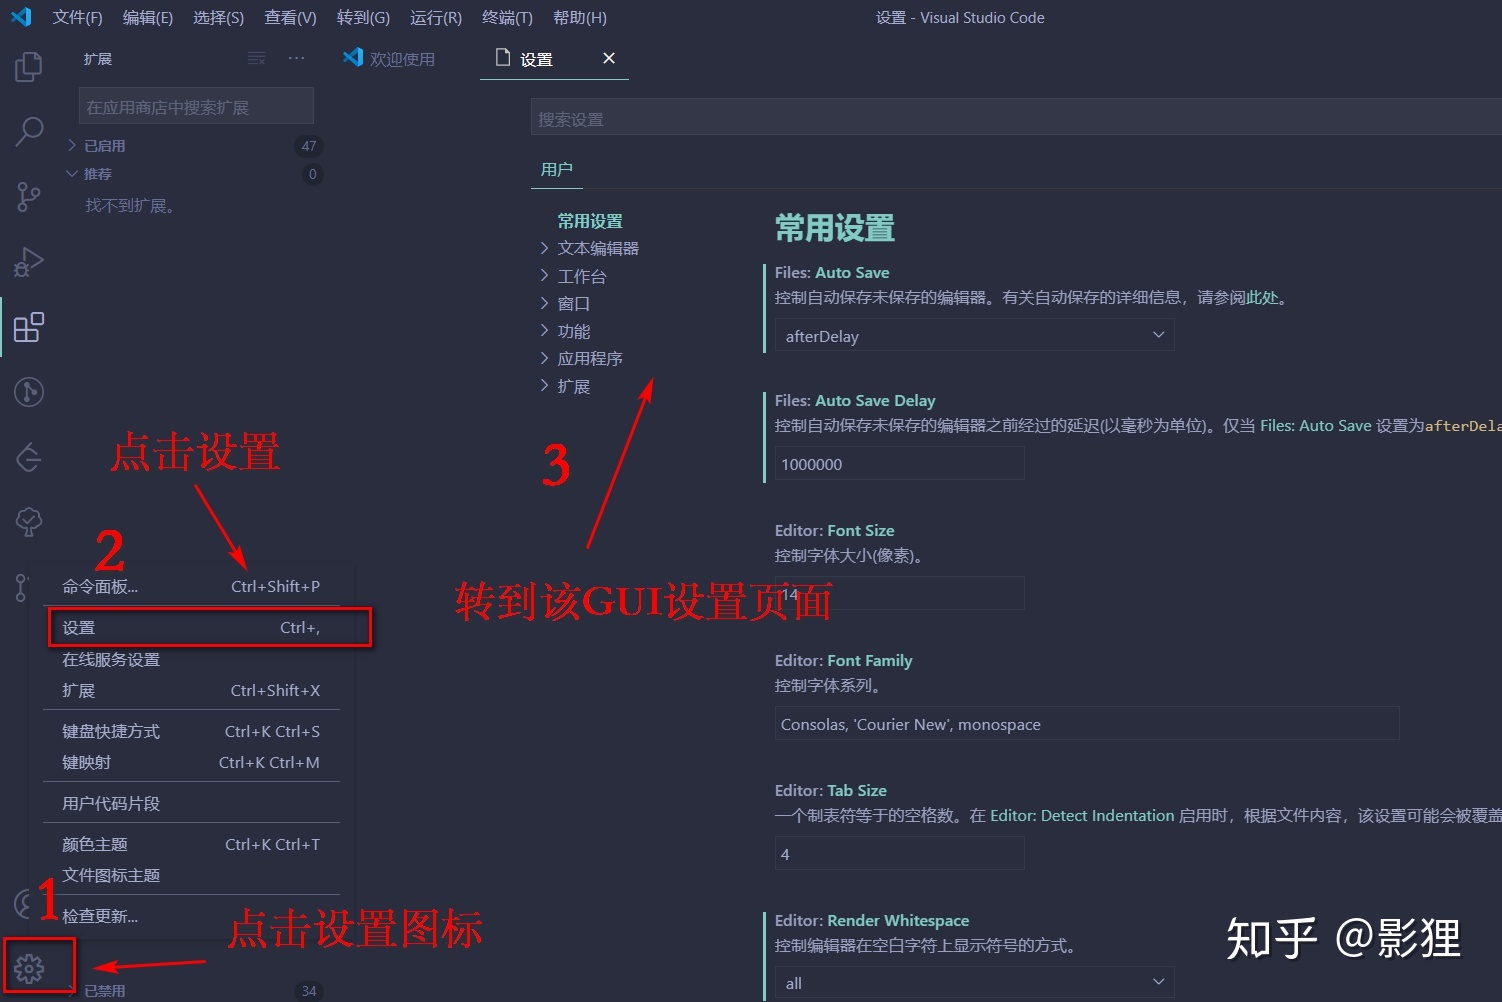 文件(F) 编辑(E) 选择(S) 查看(V) 转到(G) 运行(R) 终端(T) 帮助(H) 设置 - Visual Studio Code
扩展
欢迎使用
设置
在应用商店中搜索扩展
已启用 47
推荐 0
找不到扩展。
搜索设置
用户
常用设置
文本编辑器
工作台
窗口
功能
应用程序
扩展
常用设置
Files: Auto Save
控制自动保存未保存的编辑器。有关自动保存的详细信息，请参阅此处。
afterDelay
Files: Auto Save Delay
控制自动保存未保存的编辑器之前经过的延迟(以毫秒为单位)。仅当 Files: Auto Save 设置为afterDela
1000000
Editor: Font Size
控制字体大小(像素)。
14
Editor: Font Family
控制字体系列。
Consolas, 'Courier New', monospace
Editor: Tab Size
一个制表符等于的空格数。在 Editor: Detect Indentation 启用时，根据文件内容，该设置可能会被覆盖
4
Editor: Render Whitespace
控制编辑器在空白字符上显示符号的方式。
all
点击设置
2
3
转到该GUI设置页面
命令面板... Ctrl+Shift+P
设置 Ctrl+,
在线服务设置
扩展 Ctrl+Shift+X
键盘快捷方式 Ctrl+K Ctrl+S
键映射 Ctrl+K Ctrl+M
用户代码片段
颜色主题 Ctrl+K Ctrl+T
文件图标主题
检查更新...
1
点击设置图标
已禁用 34
知乎 @影狸